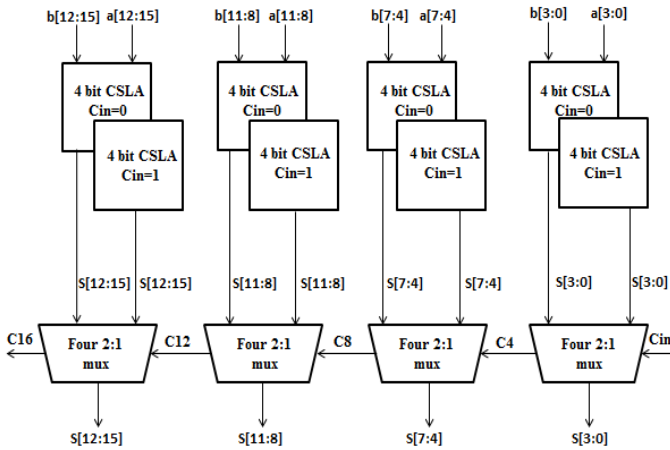 b[12:15] a[12:15] b[11:8] a[11:8] b[7:4] a[7:4] b[3:0] a[3:0]
4 bit CSLA
Cin=0
4 bit CSLA
Cin=1
4 bit CSLA
Cin=0
4 bit CSLA
Cin=1
4 bit CSLA
Cin=0
4 bit CSLA
Cin=1
4 bit CSLA
Cin=0
4 bit CSLA
Cin=1
S[12:15] S[12:15] S[11:8] S[11:8] S[7:4] S[7:4] S[3:0] S[3:0]
C16
Four 2:1
mux
C12
Four 2:1
mux
C8
Four 2:1
mux
C4
Four 2:1
mux
Cin
S[12:15] S[11:8] S[7:4] S[3:0]